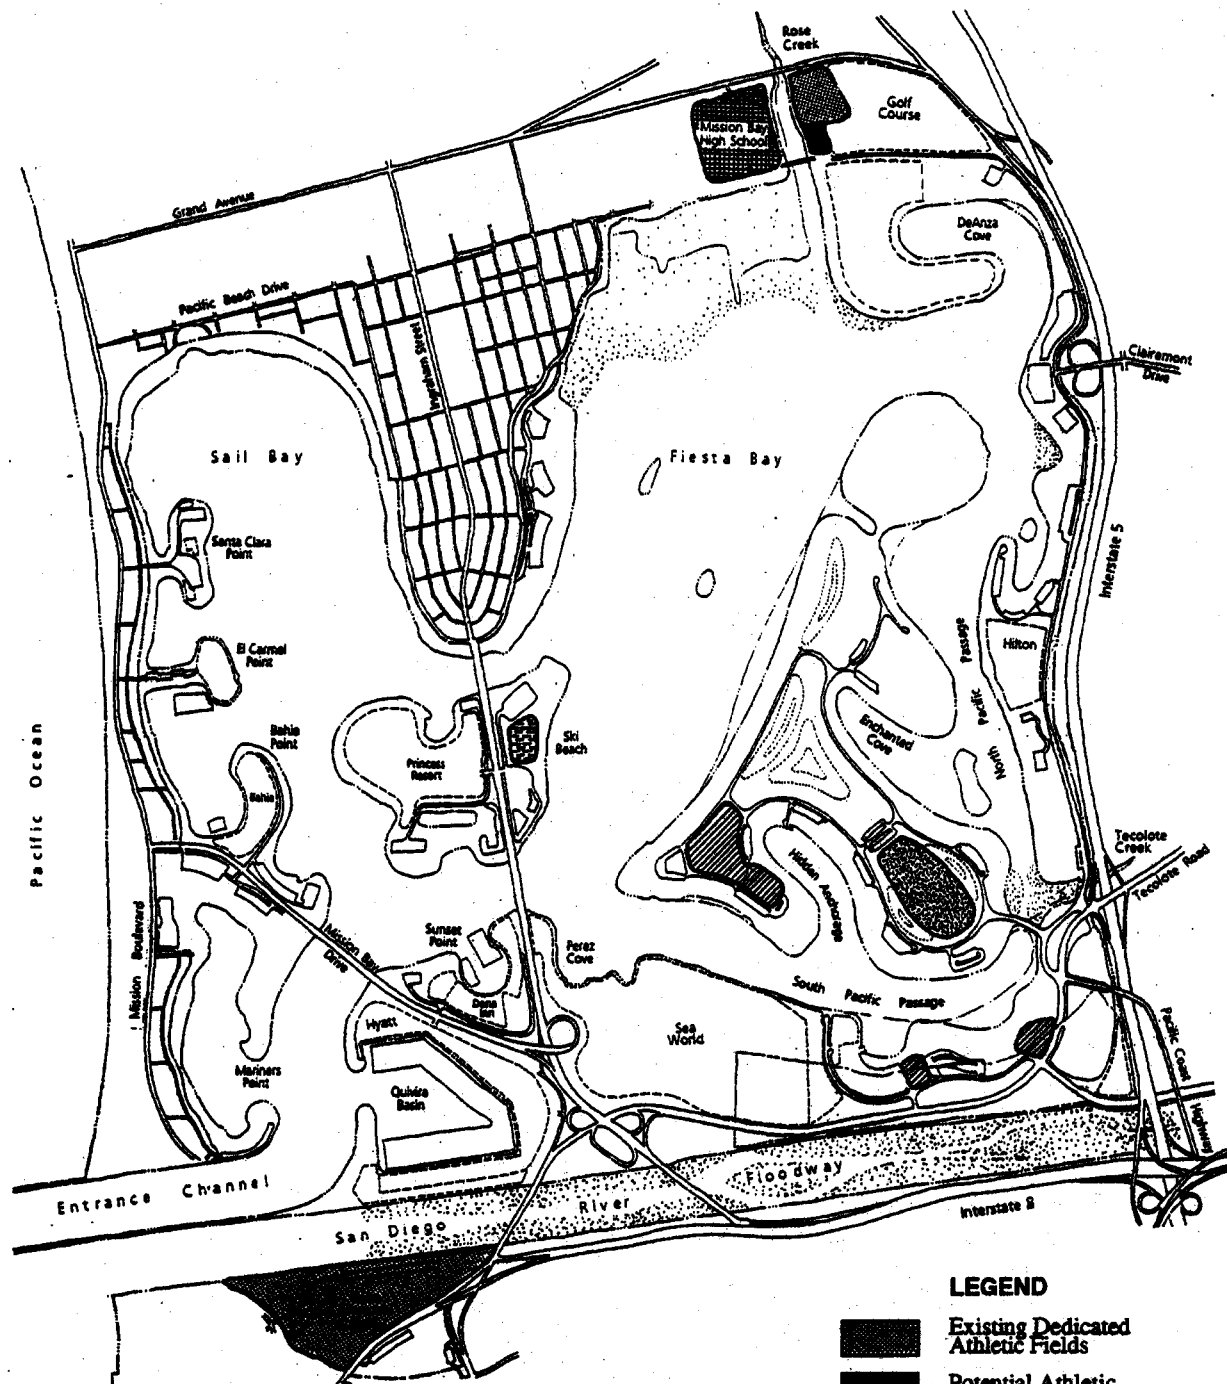 Rose
Creek
Golf
Course
Mission Bay
High School
Grand Avenue
DeAnza
Cove
Pacific Beach Drive
Ingraham Street
Clairemont
Drive
Sail Bay
Fiesta Bay
Santa Clara
Point
Interstate 5
El Carmel
Point
Hilton
North Pacific Passage
Pacific Ocean
Bahia
Point
Ski
Beach
Enchanted
Cove
Princess
Resort
Bahia
Tecolote
Creek
Tecolote Road
Hidden Anchorage
Mission Boulevard
Sunset
Point
Mission Bay
Drive
Perez
Cove
South Pacific Passage
Dana
Inn
Hyatt
Sea
World
Pacific Coast Highway
Mariners
Point
Quivira
Basin
Entrance Channel
San Diego River Floodway
Interstate 8
LEGEND
Existing Dedicated
Athletic Fields
Potential Athletic